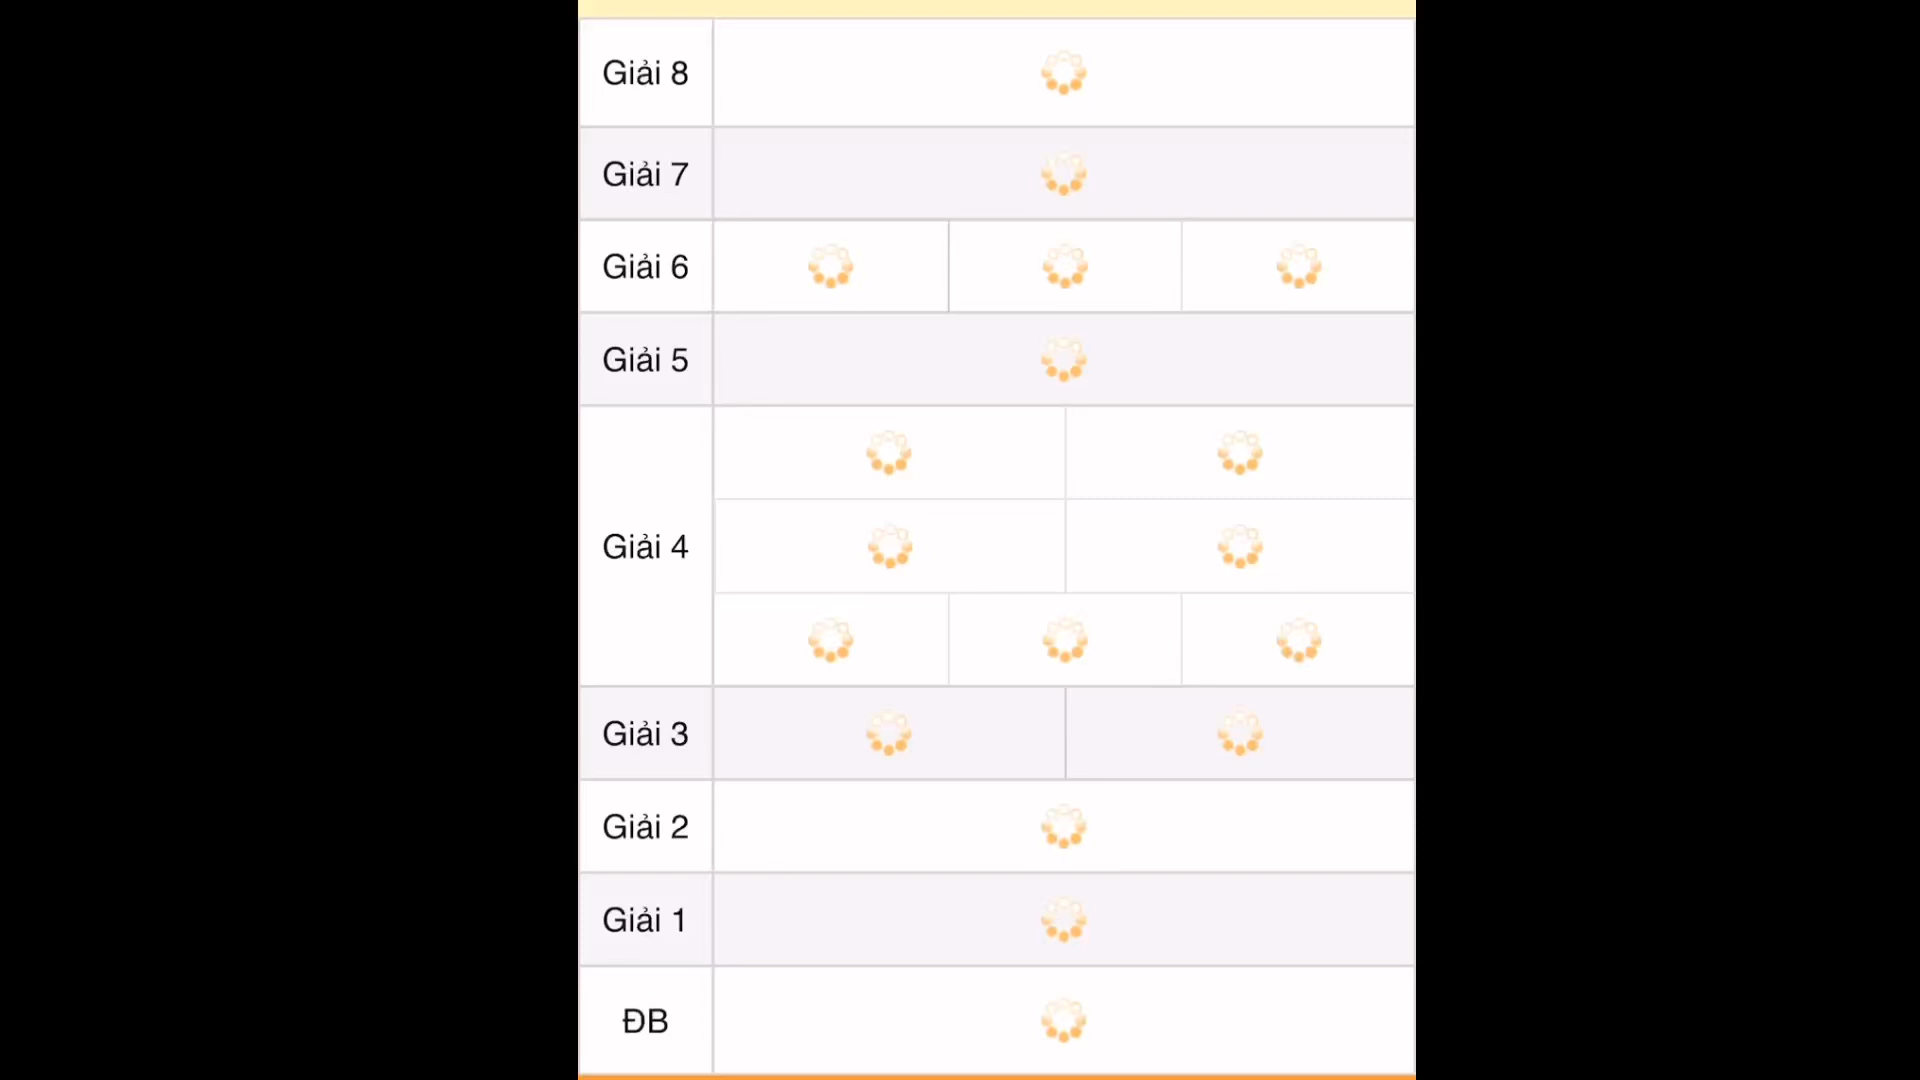 Giải 8
Giải 7
Giải 6
Giải 5
Giải 4
Giải 3
Giải 2
Giải 1
ĐB